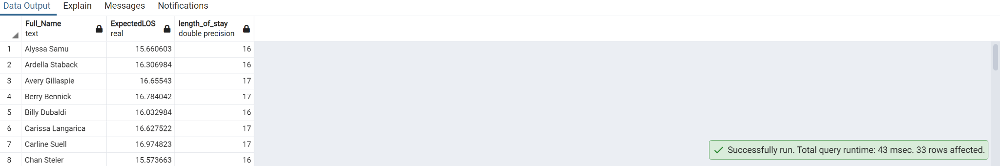 Data Output Explain Messages Notifications
Full_Name ExpectedLOS length_of_stay
text real double precision
1 Alyssa Samu 15.660603 16
2 Ardella Staback 16.306984 16
3 Avery Gillaspie 16.65543 17
4 Berry Bennick 16.784042 17
5 Billy Dubaldi 16.032984 16
6 Carissa Langarica 16.627522 17
7 Carline Suell 16.974823 17
Successfully run. Total query runtime: 43 msec. 33 rows affected.
8 Chan Steier 15.573663 16